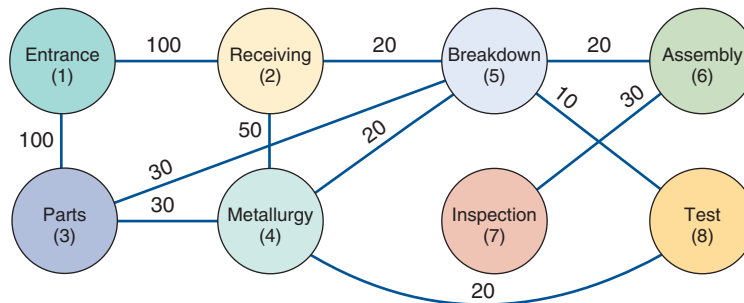 100
20
20
Entrance
(1)
Receiving
(2)
Breakdown
(5)
Assembly
(6)
100
50
30
20
10
30
30
Parts
(3)
Metallurgy
(4)
Inspection
(7)
Test
(8)
20